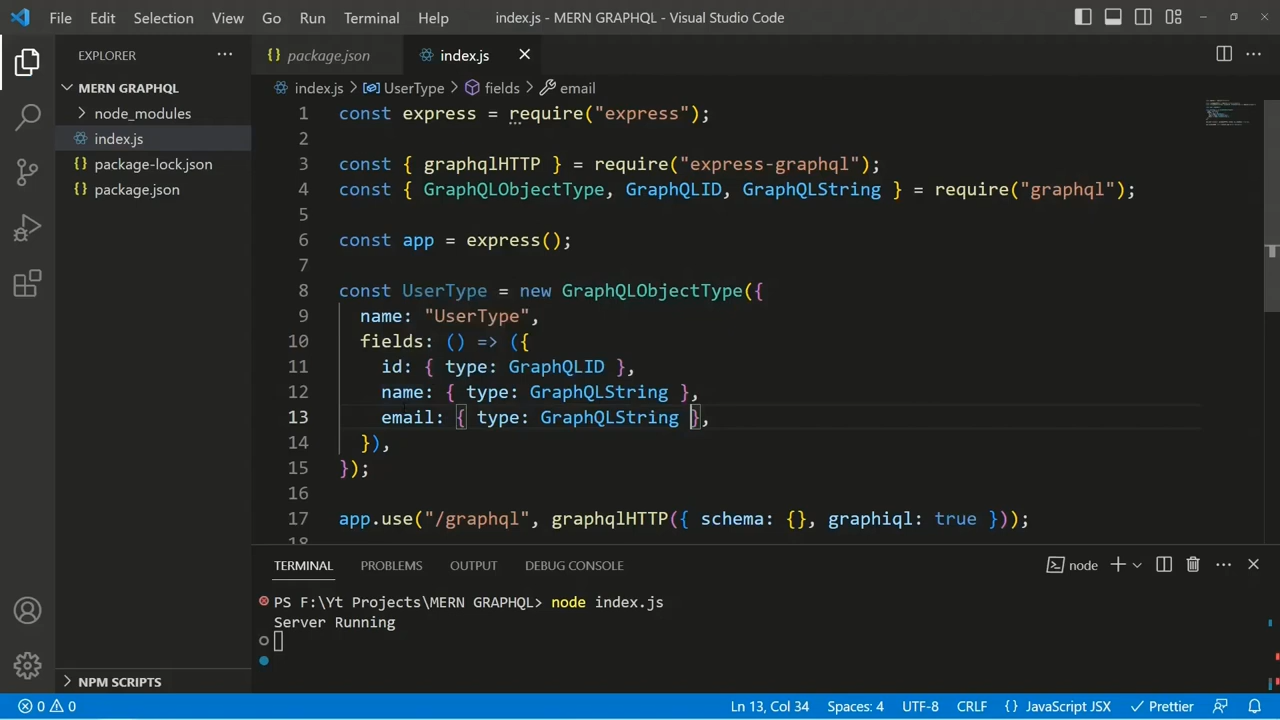 File Edit Selection View Go Run Terminal Help index.js - MERN GRAPHQL - Visual Studio Code
EXPLORER
MERN GRAPHQL
node_modules
index.js
package-lock.json
package.json
NPM SCRIPTS
{} package.json index.js
index.js > UserType > fields > email
1 const express = require("express");
2
3 const { graphqlHTTP } = require("express-graphql");
4 const { GraphQLObjectType, GraphQLID, GraphQLString } = require("graphql");
5
6 const app = express();
7
8 const UserType = new GraphQLObjectType({
9 name: "UserType",
10 fields: () => ({
11 id: { type: GraphQLID },
12 name: { type: GraphQLString },
13 email: { type: GraphQLString },
14 }),
15 });
16
17 app.use("/graphql", graphqlHTTP({ schema: {}, graphiql: true }));
18
TERMINAL PROBLEMS OUTPUT DEBUG CONSOLE node
PS F:\Yt Projects\MERN GRAPHQL> node index.js
Server Running
0 0 Ln 13, Col 34 Spaces: 4 UTF-8 CRLF {} JavaScript JSX Prettier